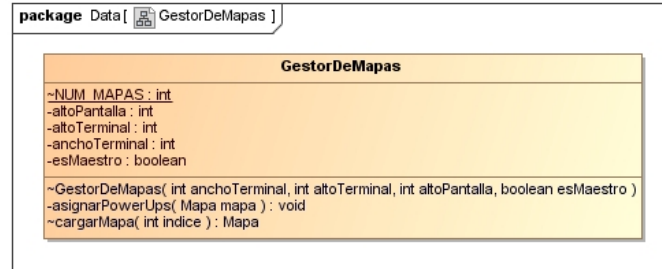 package Data[ GestorDeMapas ]
GestorDeMapas
~NUM_MAPAS : int
-altoPantalla : int
-altoTerminal : int
-anchoTerminal : int
-esMaestro : boolean
~GestorDeMapas( int anchoTerminal, int altoTerminal, int altoPantalla, boolean esMaestro )
-asignarPowerUps( Mapa mapa ) : void
~cargarMapa( int indice ) : Mapa